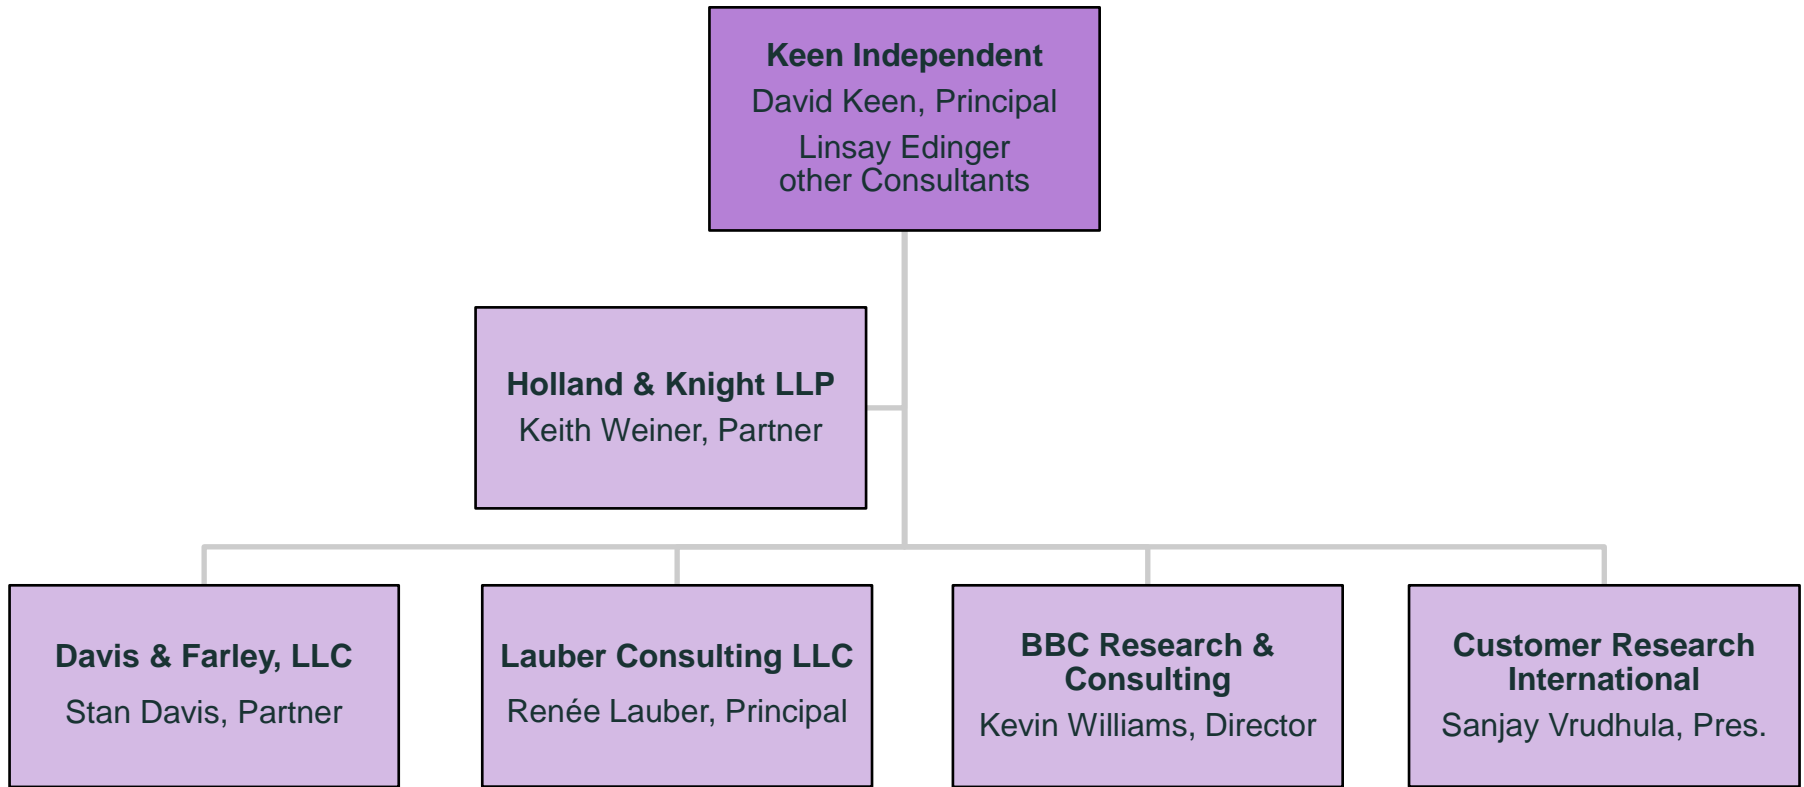 Keen Independent
David Keen, Principal
Linsay Edinger
other Consultants
Holland & Knight LLP
Keith Weiner, Partner
Davis & Farley, LLC
Stan Davis, Partner
Lauber Consulting LLC
Renée Lauber, Principal
BBC Research &
Consulting
Kevin Williams, Director
Customer Research
International
Sanjay Vrudhula, Pres.